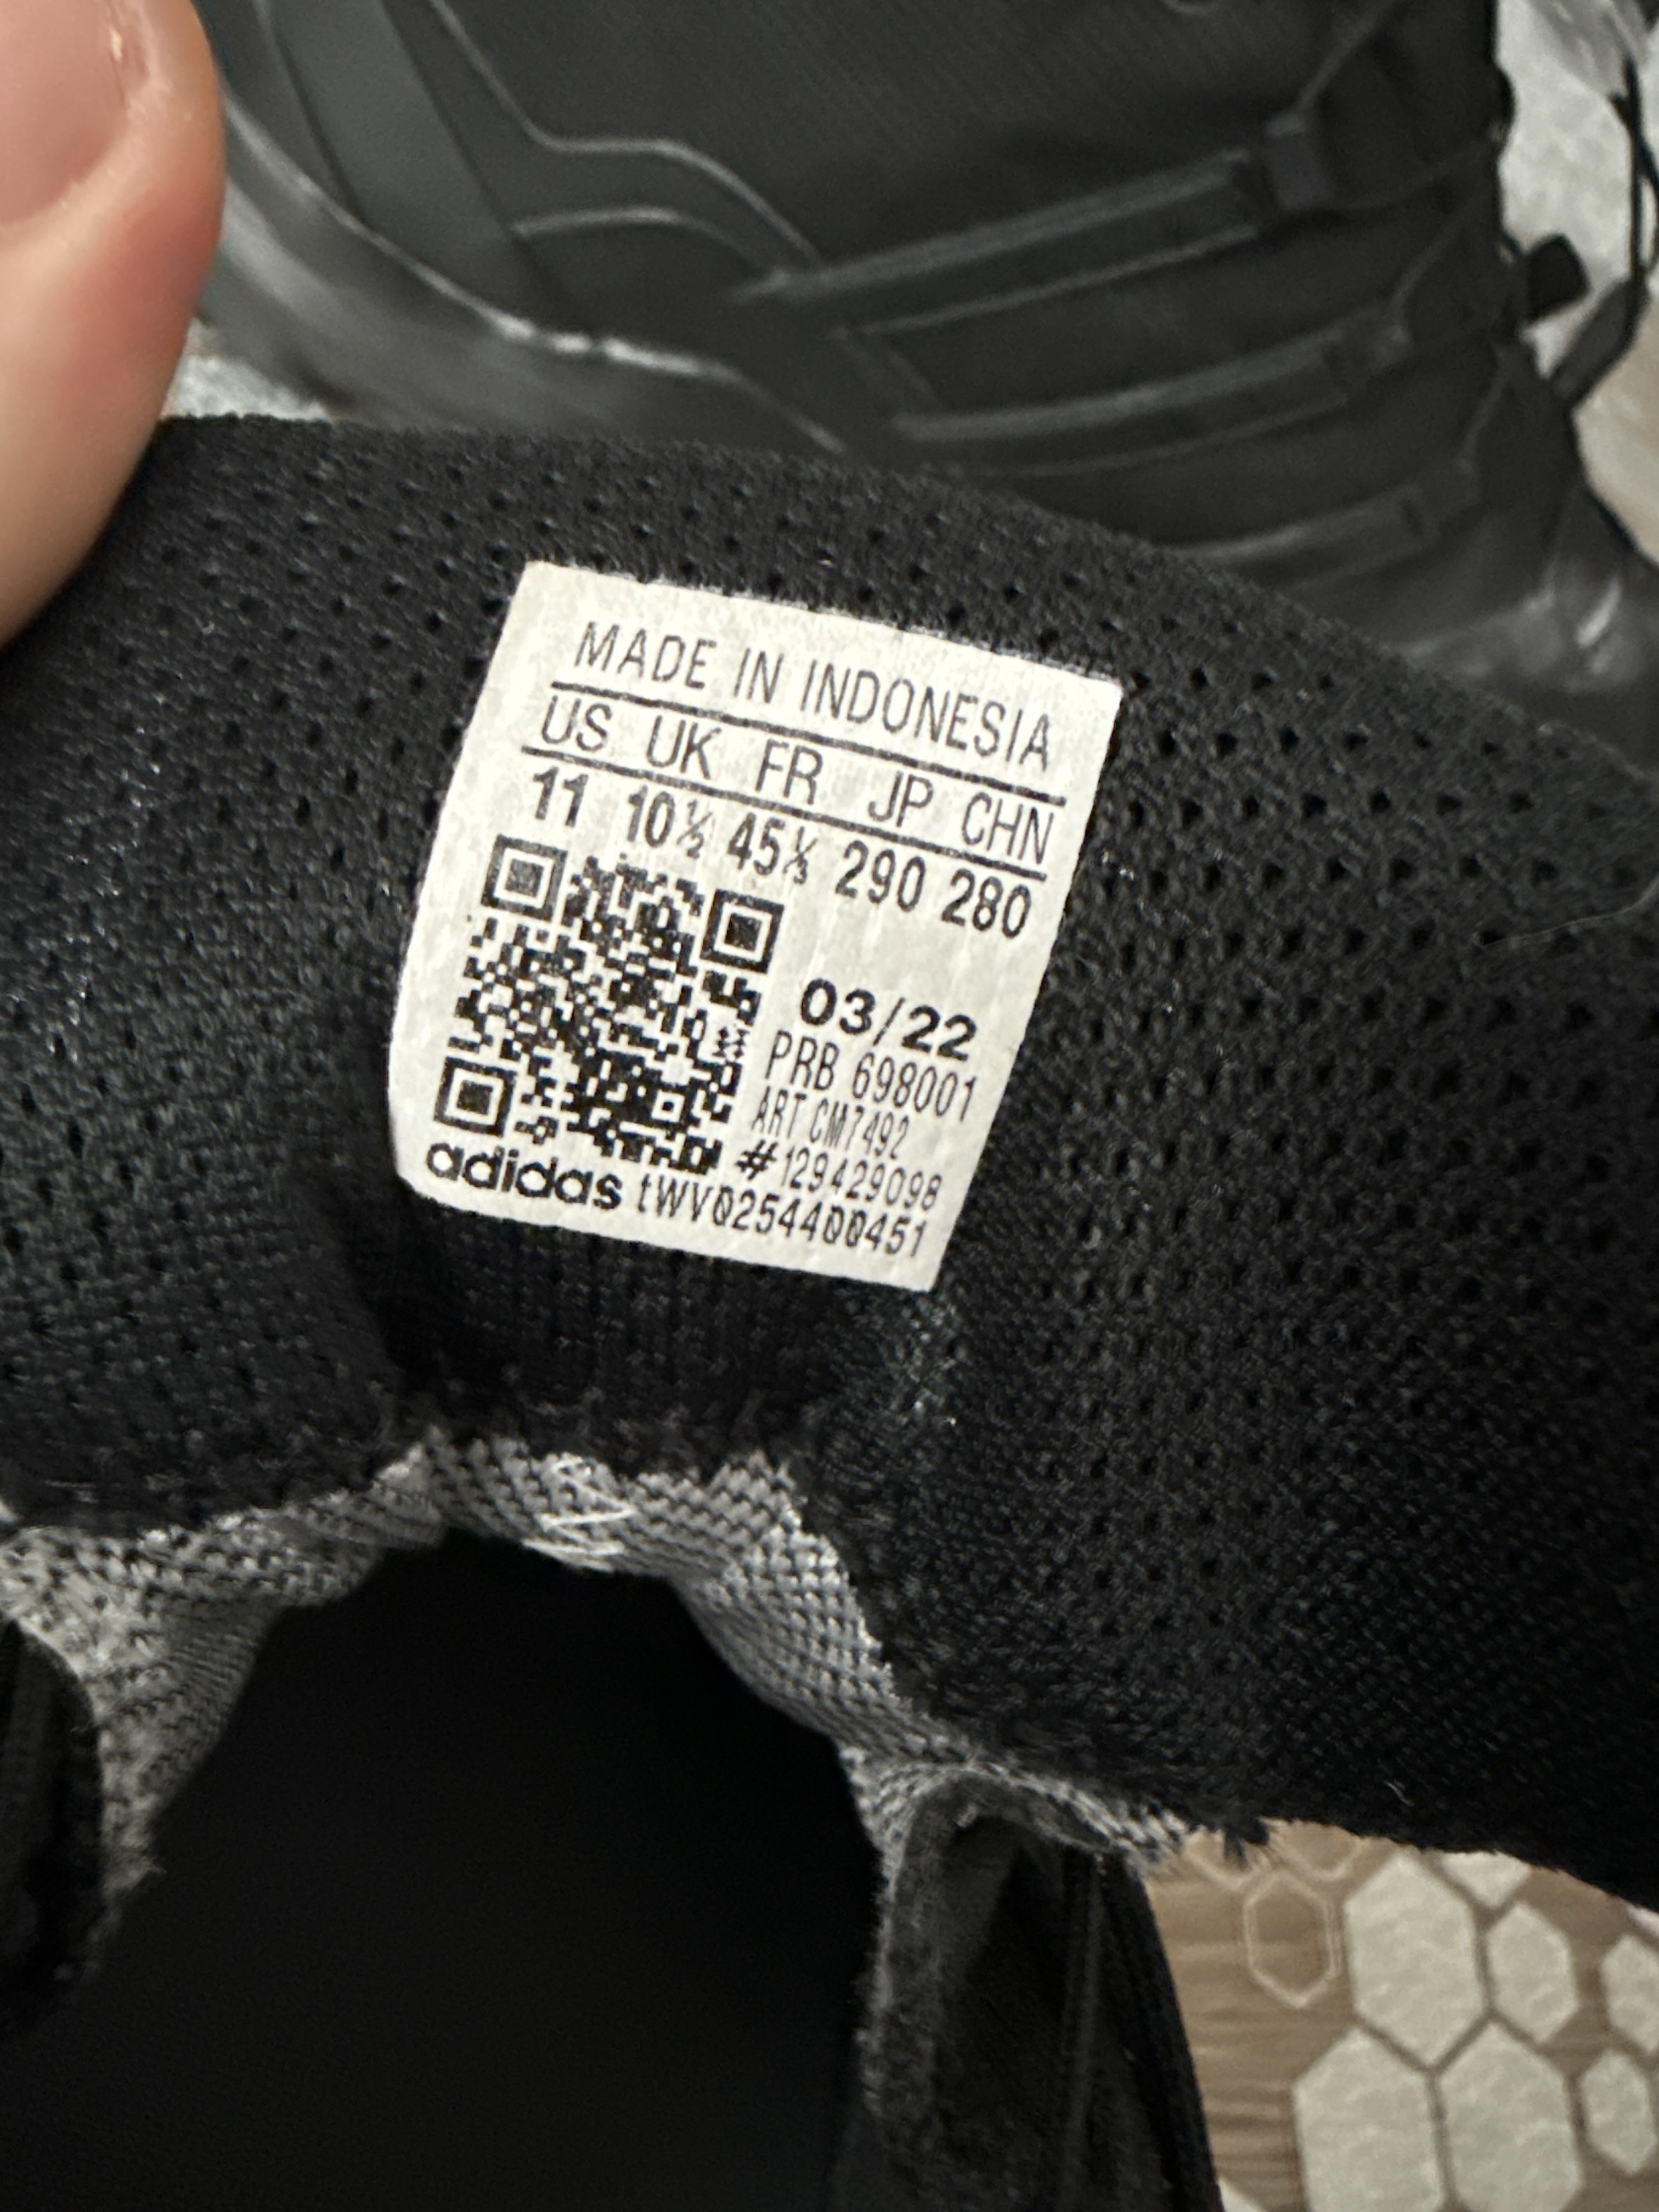 MADE IN INDONESIA
US UK FR JP CHN
11 10½ 45⅓ 290 280
03/22
PRB 698001
ART CM7492
#129429098
adidas tWV0254400451